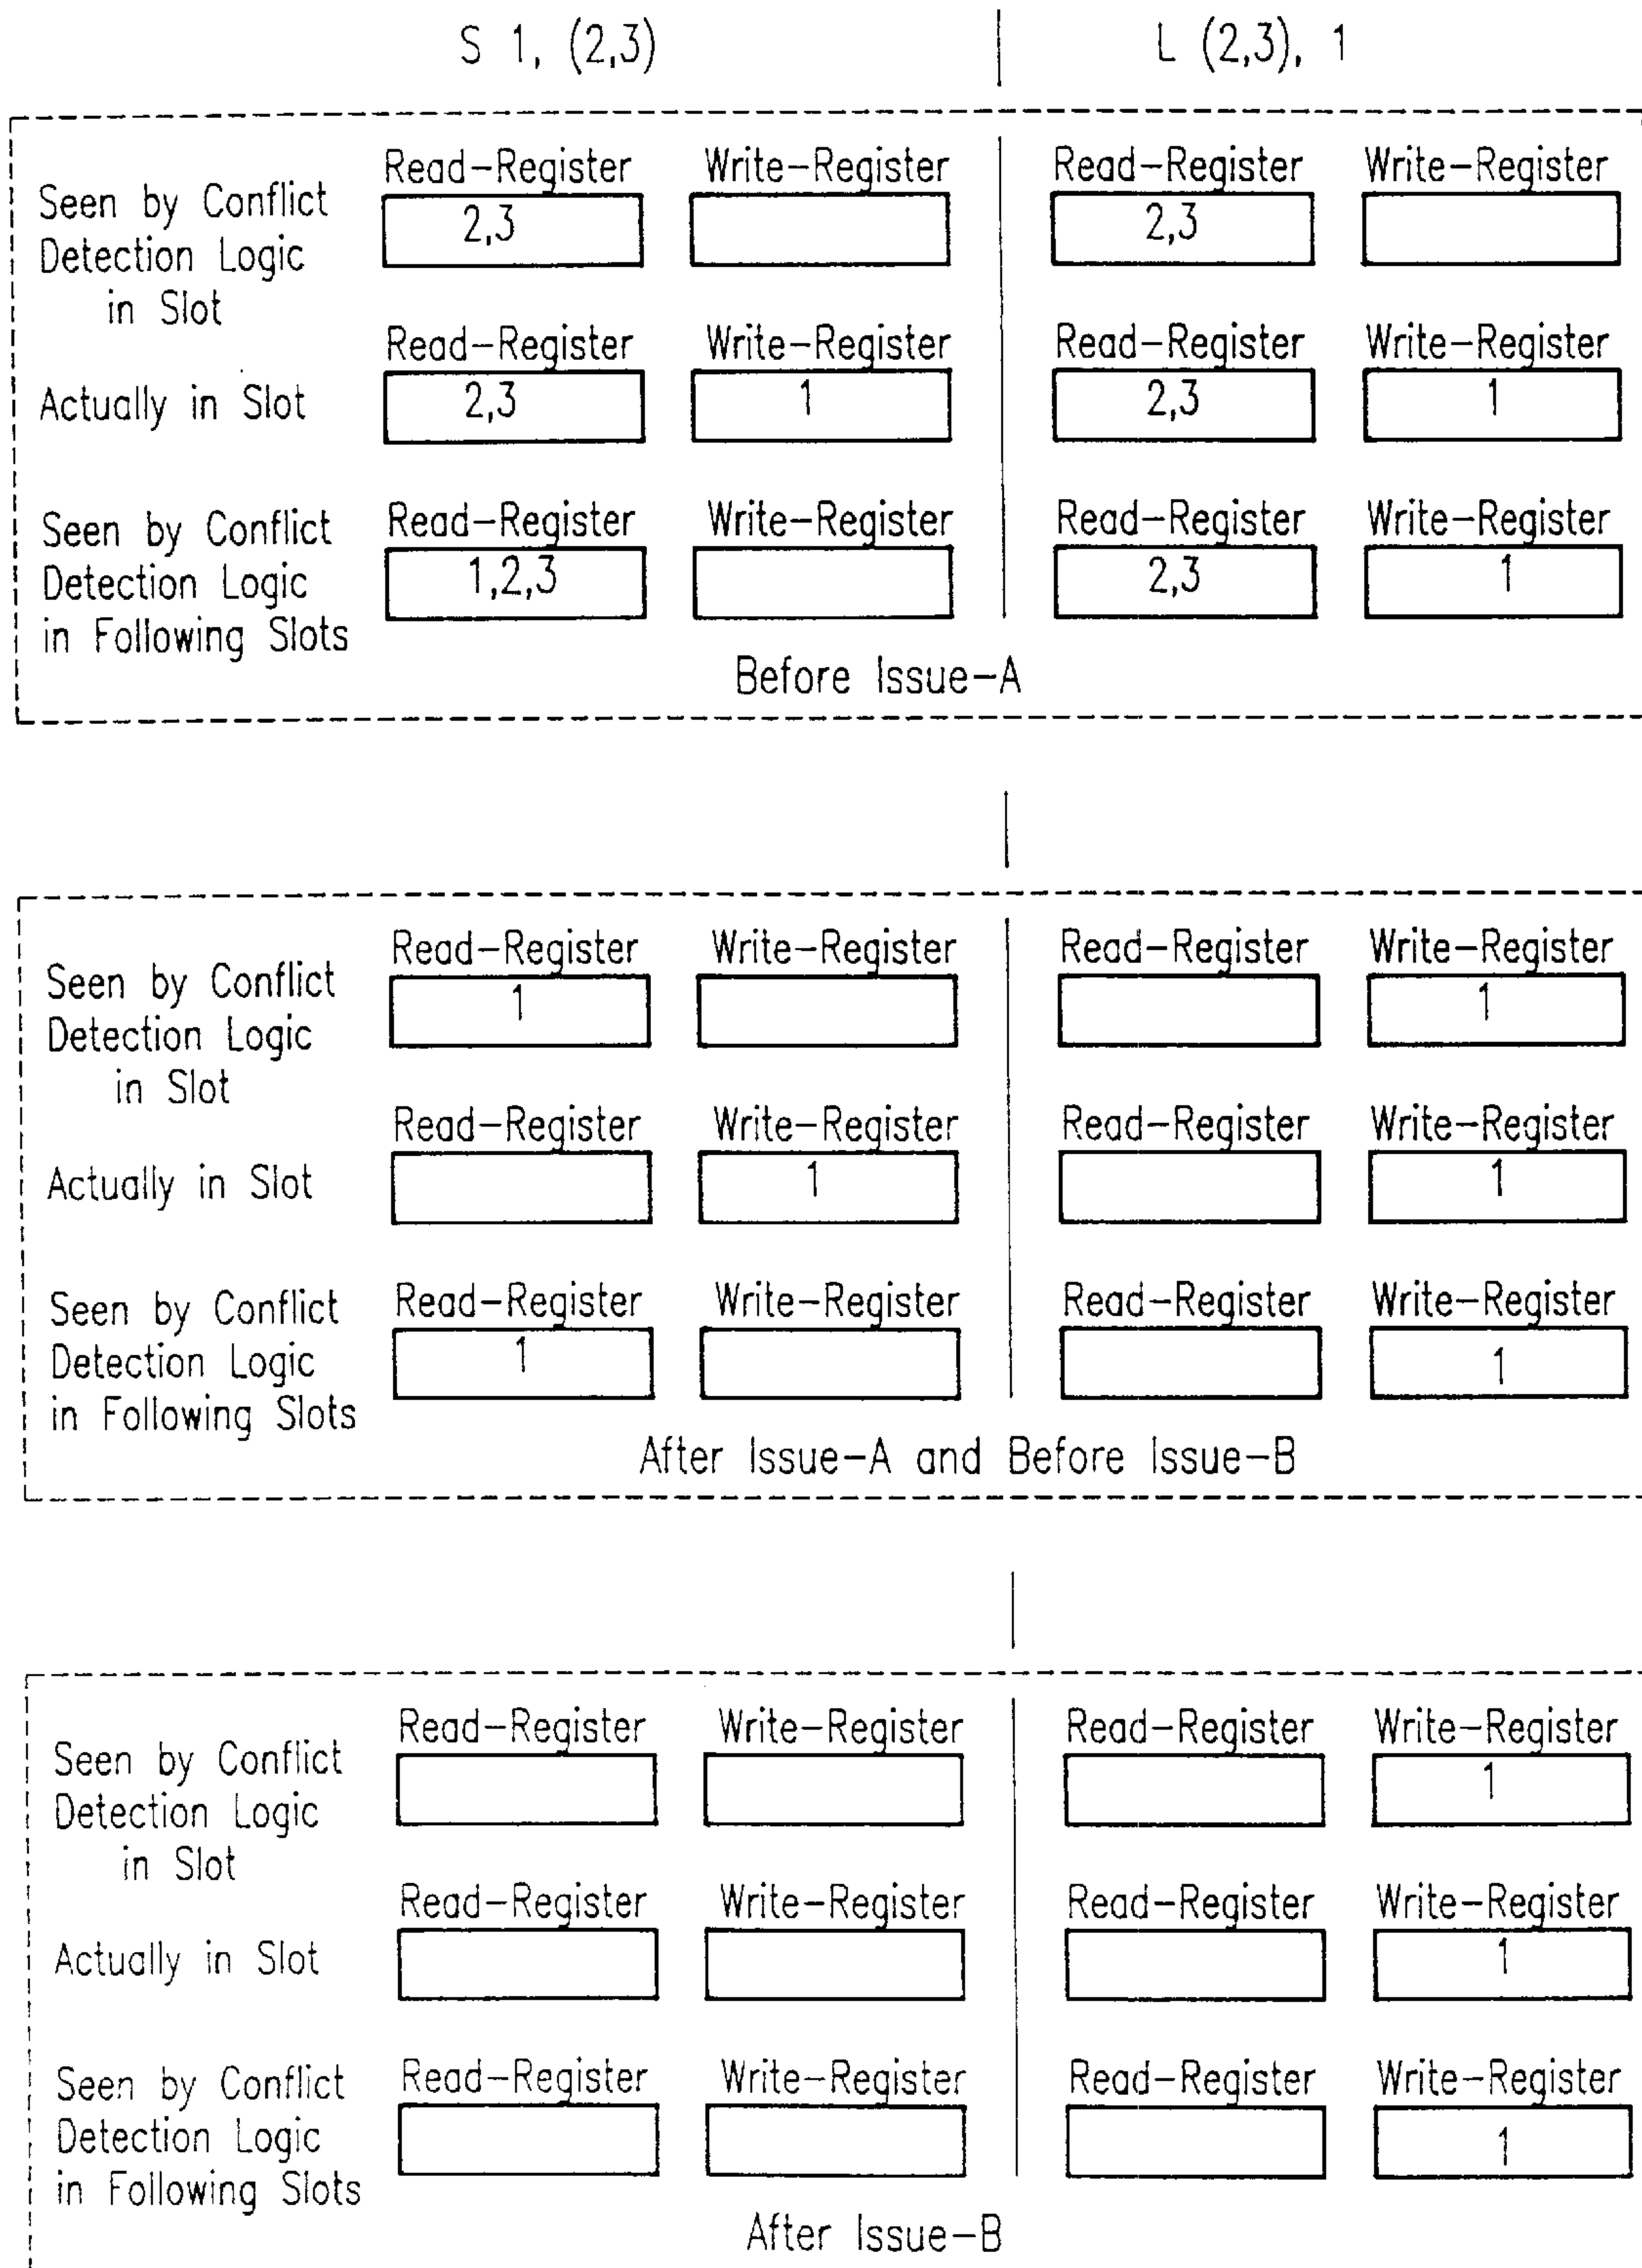 S 1, (2,3) L (2,3), 1
Read-Register Write-Register Read-Register Write-Register
Seen by Conflict
Detection Logic
in Slot
2,3 2,3
Read-Register Write-Register Read-Register Write-Register
Actually in Slot 2,3 1 2,3 1
Read-Register Write-Register Read-Register Write-Register
Seen by Conflict
Detection Logic
in Following Slots
1,2,3 2,3 1
Before Issue-A
Read-Register Write-Register Read-Register Write-Register
Seen by Conflict
Detection Logic
in Slot
1 1
Read-Register Write-Register Read-Register Write-Register
Actually in Slot 1 1
Read-Register Write-Register Read-Register Write-Register
Seen by Conflict
Detection Logic
in Following Slots
1 1
After Issue-A and Before Issue-B
Read-Register Write-Register Read-Register Write-Register
Seen by Conflict
Detection Logic
in Slot
1
Read-Register Write-Register Read-Register Write-Register
Actually in Slot 1
Read-Register Write-Register Read-Register Write-Register
Seen by Conflict
Detection Logic
in Following Slots
1
After Issue-B